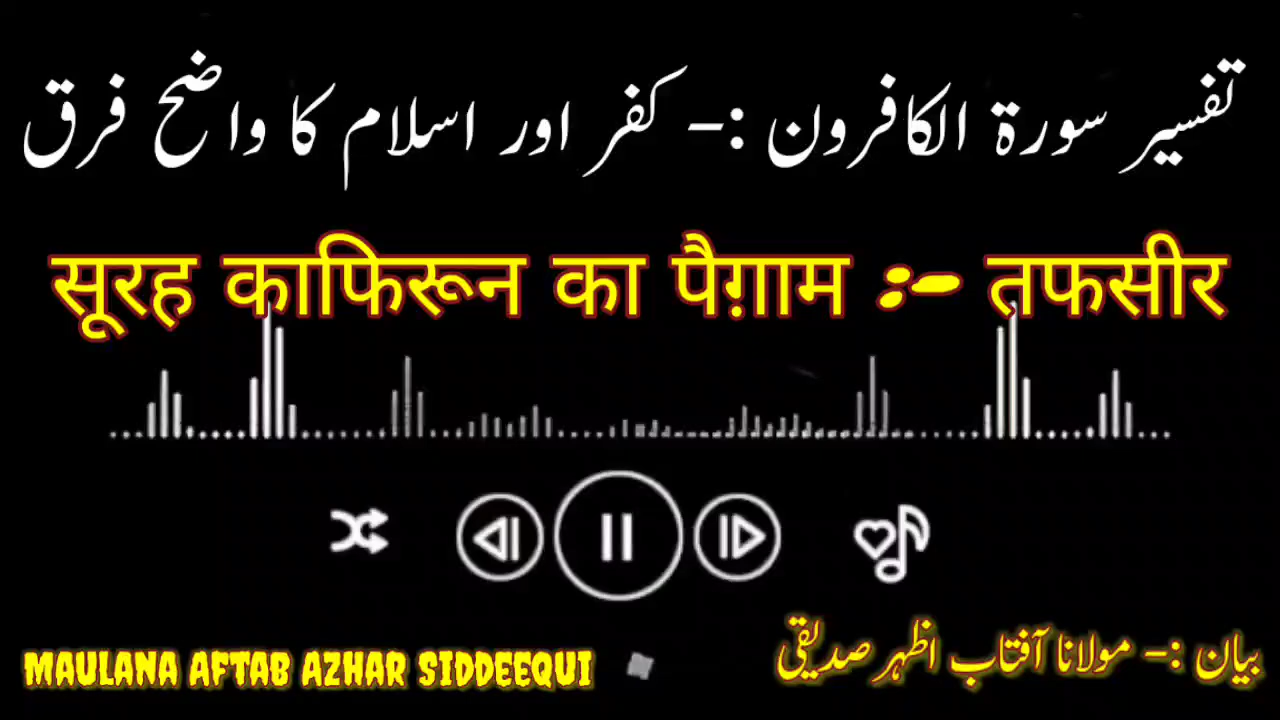 تفسیر سورۃ الکافرون :- کفر اور اسلام کا واضح فرق
सूरह काफिरून का पैग़ाम :- तफसीर
MAULANA AFTAB AZHAR SIDDEEQUI
بیان :- مولانا آفتاب اظہر صدیقی